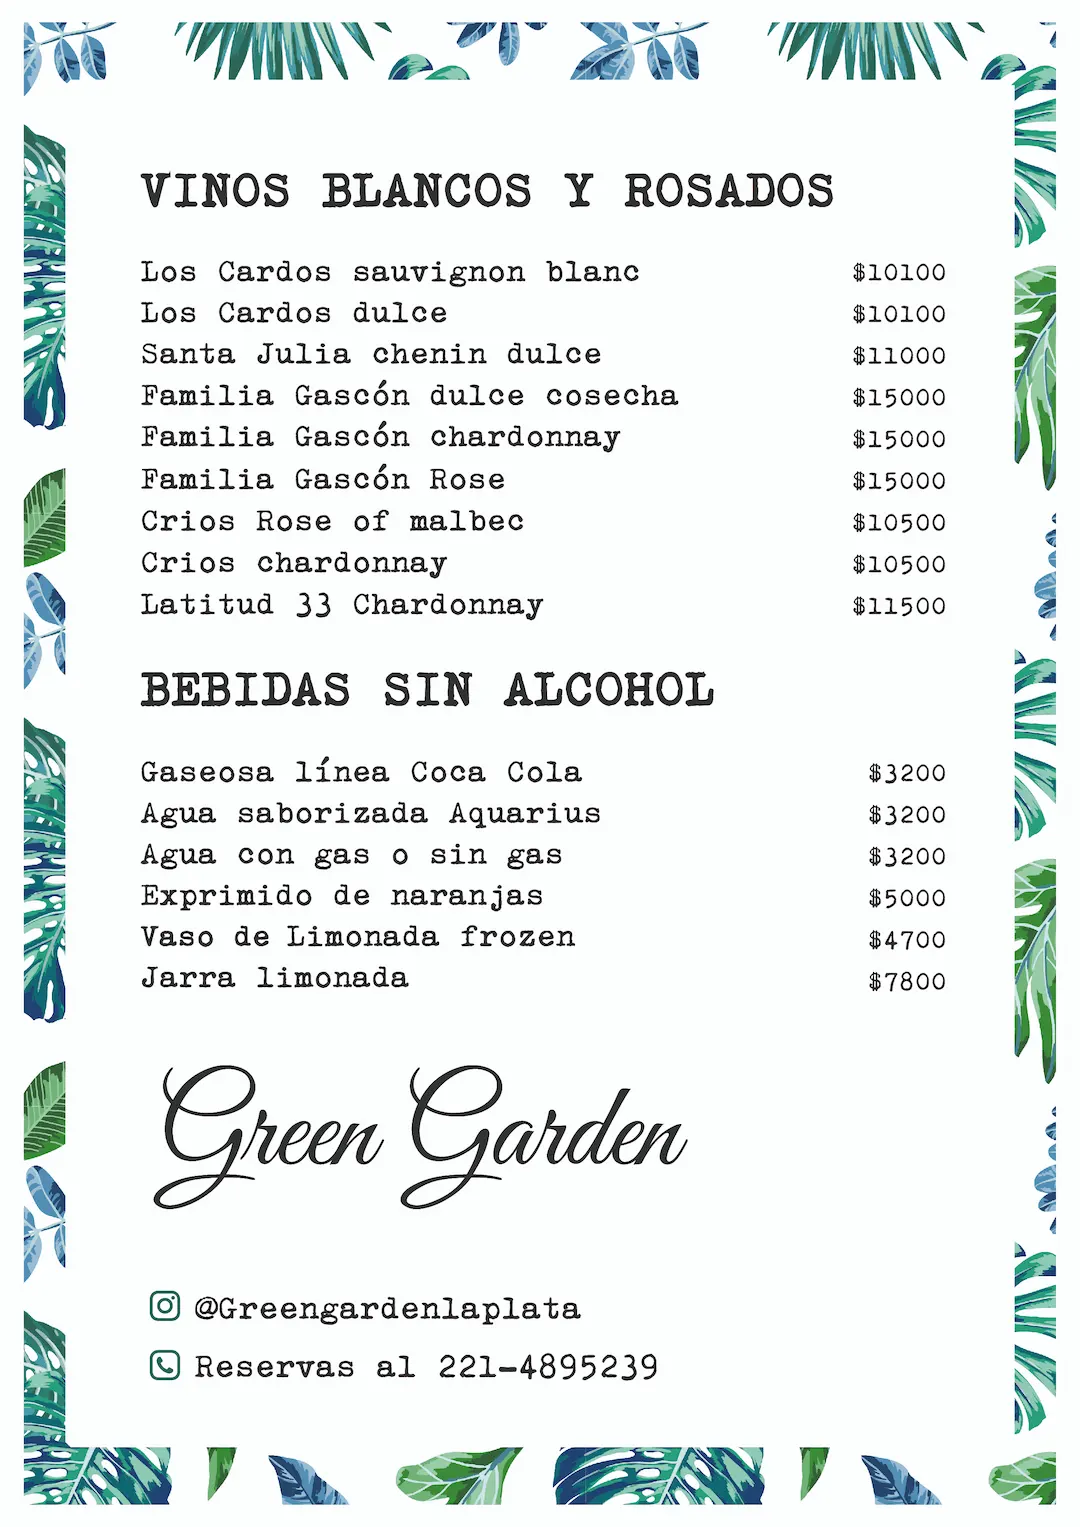 VINOS BLANCOS Y ROSADOS
Los Cardos sauvignon blanc $10100
Los Cardos dulce $10100
Santa Julia chenin dulce $11000
Familia Gascón dulce cosecha $15000
Familia Gascón chardonnay $15000
Familia Gascón Rose $15000
Crios Rose of malbec $10500
Crios chardonnay $10500
Latitud 33 Chardonnay $11500
BEBIDAS SIN ALCOHOL
Gaseosa línea Coca Cola $3200
Agua saborizada Aquarius $3200
Agua con gas o sin gas $3200
Exprimido de naranjas $5000
Vaso de Limonada frozen $4700
Jarra limonada $7800
Green Garden
@Greengardenlaplata
Reservas al 221-4895239